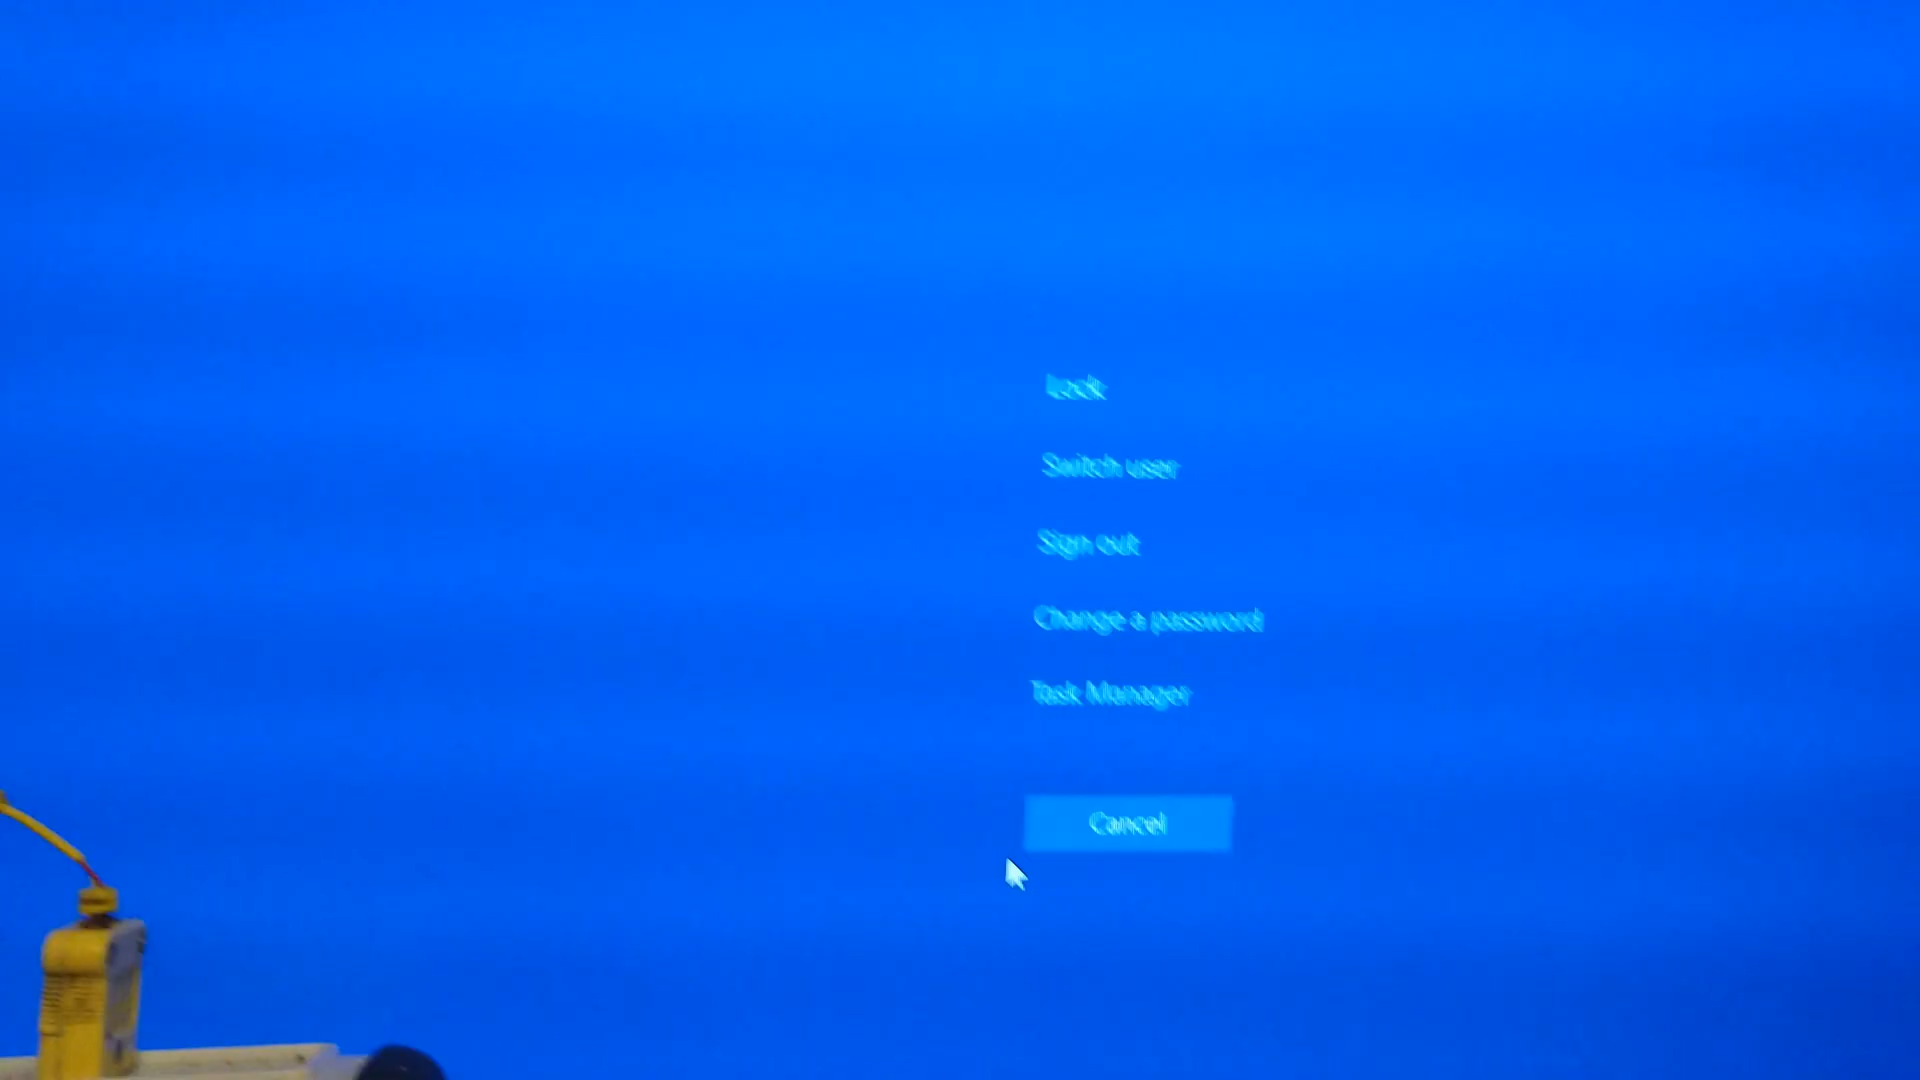 Lock
Switch user
Sign out
Change a password
Task Manager
Cancel